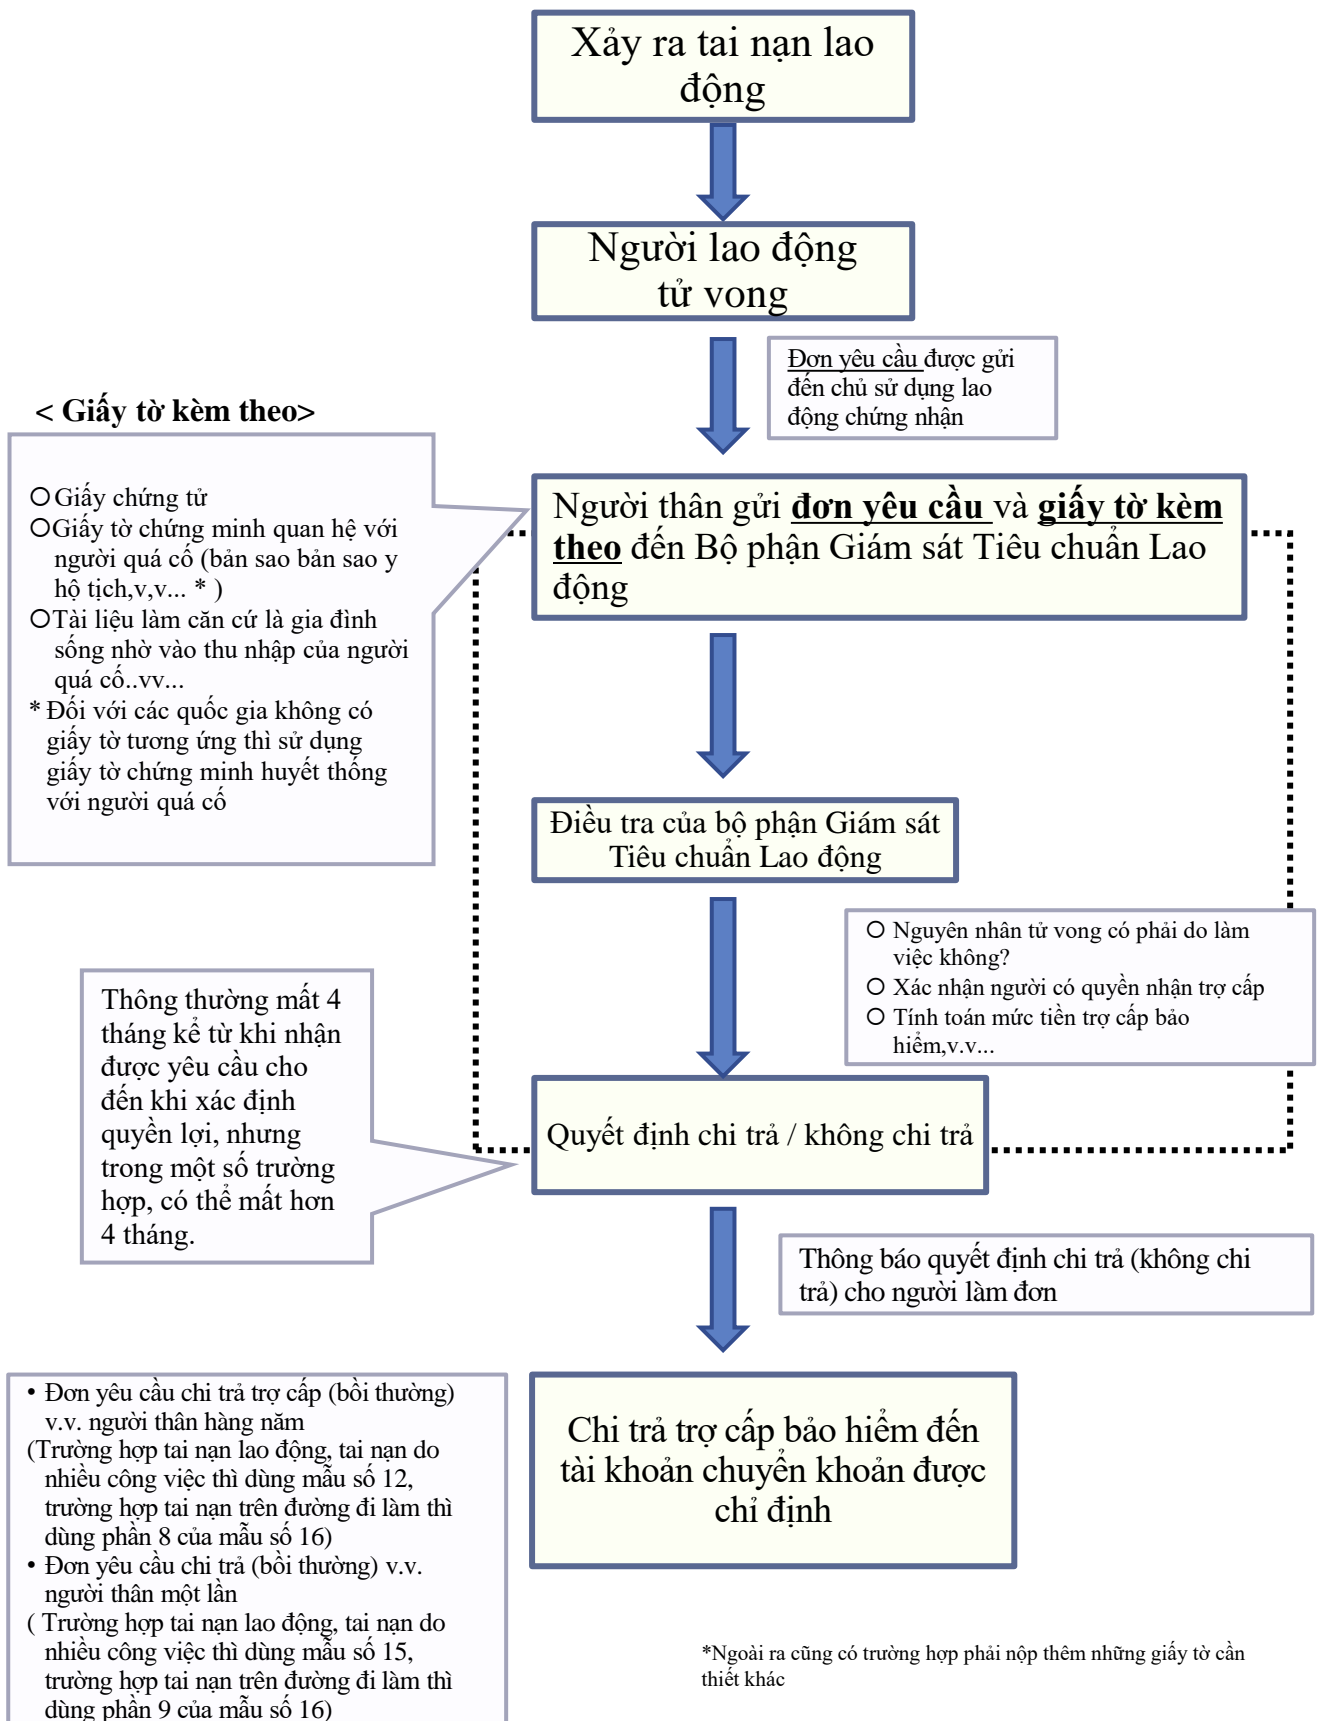 Xảy ra tai nạn lao
động
Người lao động
tử vong
Đơn yêu cầu được gửi
đến chủ sử dụng lao
động chứng nhận
< Giấy tờ kèm theo>
○Giấy chứng tử
○Giấy tờ chứng minh quan hệ với
người quá cố (bản sao bản sao y
hộ tịch,v,v... * )
○Tài liệu làm căn cứ là gia đình
sống nhờ vào thu nhập của người
quá cố..vv...
* Đối với các quốc gia không có
giấy tờ tương ứng thì sử dụng
giấy tờ chứng minh huyết thống
với người quá cố
Người thân gửi đơn yêu cầu và giấy tờ kèm
theo đến Bộ phận Giám sát Tiêu chuẩn Lao
động
Điều tra của bộ phận Giám sát
Tiêu chuẩn Lao động
○ Nguyên nhân tử vong có phải do làm
việc không?
○ Xác nhận người có quyền nhận trợ cấp
○ Tính toán mức tiền trợ cấp bảo
hiểm,v.v...
Thông thường mất 4
tháng kể từ khi nhận
được yêu cầu cho
đến khi xác định
quyền lợi, nhưng
trong một số trường
hợp, có thể mất hơn
4 tháng.
Quyết định chi trả / không chi trả
Thông báo quyết định chi trả (không chi
trả) cho người làm đơn
Chi trả trợ cấp bảo hiểm đến
tài khoản chuyển khoản được
chỉ định
• Đơn yêu cầu chi trả trợ cấp (bồi thường)
v.v. người thân hàng năm
(Trường hợp tai nạn lao động, tai nạn do
nhiều công việc thì dùng mẫu số 12,
trường hợp tai nạn trên đường đi làm thì
dùng phần 8 của mẫu số 16)
• Đơn yêu cầu chi trả (bồi thường) v.v.
người thân một lần
( Trường hợp tai nạn lao động, tai nạn do
nhiều công việc thì dùng mẫu số 15,
trường hợp tai nạn trên đường đi làm thì
dùng phần 9 của mẫu số 16)
*Ngoài ra cũng có trường hợp phải nộp thêm những giấy tờ cần
thiết khác